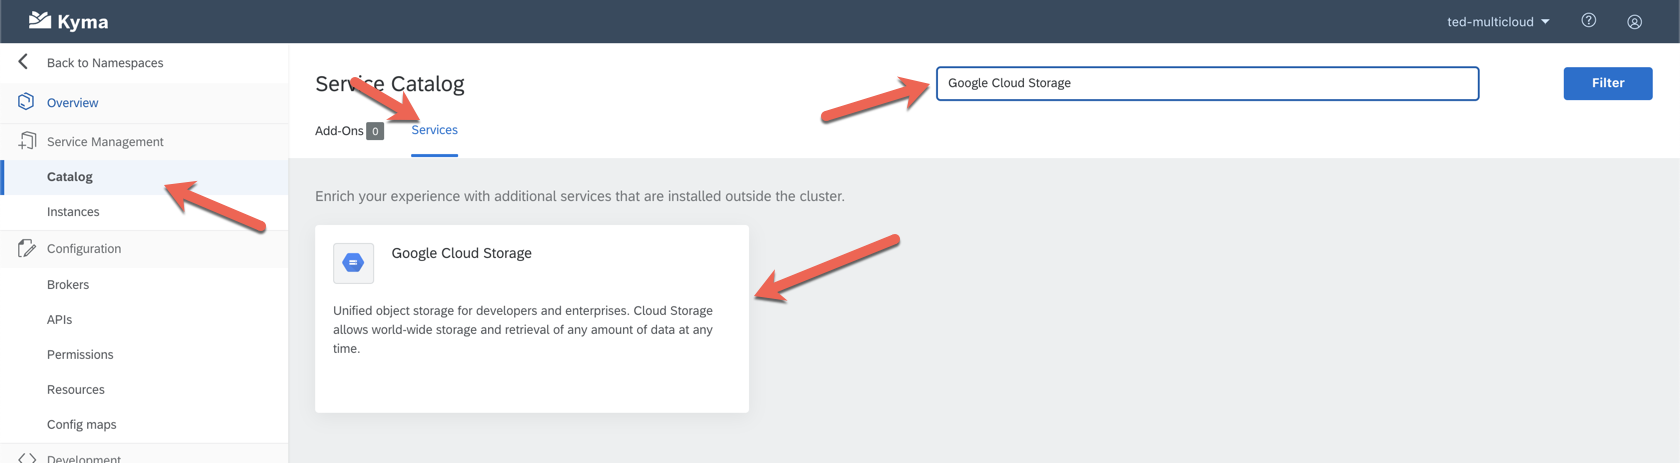 Kyma
ted-multicloud
Back to Namespaces
Overview
Service Management
Catalog
Instances
Configuration
Brokers
APIs
Permissions
Resources
Config maps
Development
Service Catalog
Google Cloud Storage
Filter
Add-Ons 0
Services
Enrich your experience with additional services that are installed outside the cluster.
Google Cloud Storage
Unified object storage for developers and enterprises. Cloud Storage
allows world-wide storage and retrieval of any amount of data at any
time.